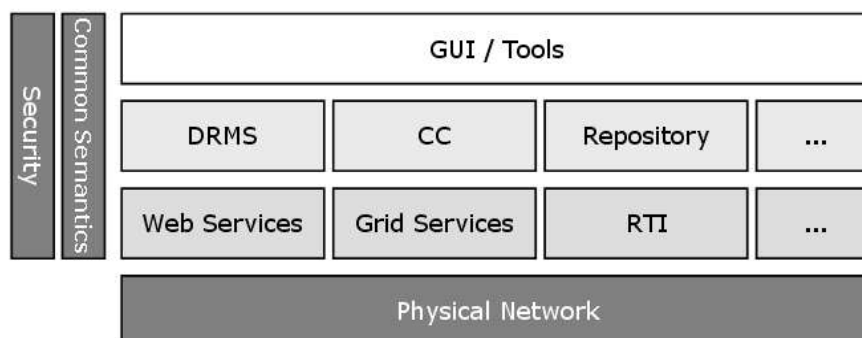 Security
Common Semantics
GUI / Tools
DRMS
CC
Repository
...
Web Services
Grid Services
RTI
...
Physical Network